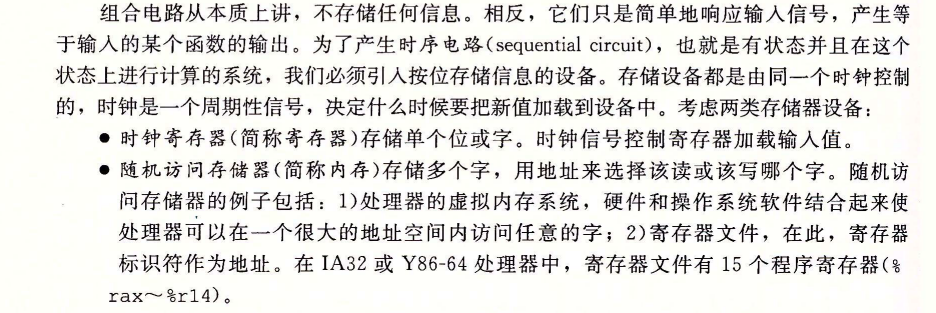 组合电路从本质上讲，不存储任何信息。相反，它们只是简单地响应输入信号，产生等
于输入的某个函数的输出。为了产生时序电路(sequential circuit)，也就是有状态并且在这个
状态上进行计算的系统，我们必须引入按位存储信息的设备。存储设备都是由同一个时钟控制
的，时钟是一个周期性信号，决定什么时候要把新值加载到设备中。考虑两类存储器设备：
● 时钟寄存器(简称寄存器)存储单个位或字。时钟信号控制寄存器加载输入值。
● 随机访问存储器(简称内存)存储多个字，用地址来选择该读或该写哪个字。随机访
问存储器的例子包括：1)处理器的虚拟内存系统，硬件和操作系统软件结合起来使
处理器可以在一个很大的地址空间内访问任意的字；2)寄存器文件，在此，寄存器
标识符作为地址。在 IA32 或 Y86-64 处理器中，寄存器文件有 15 个程序寄存器(%
rax～%r14)。